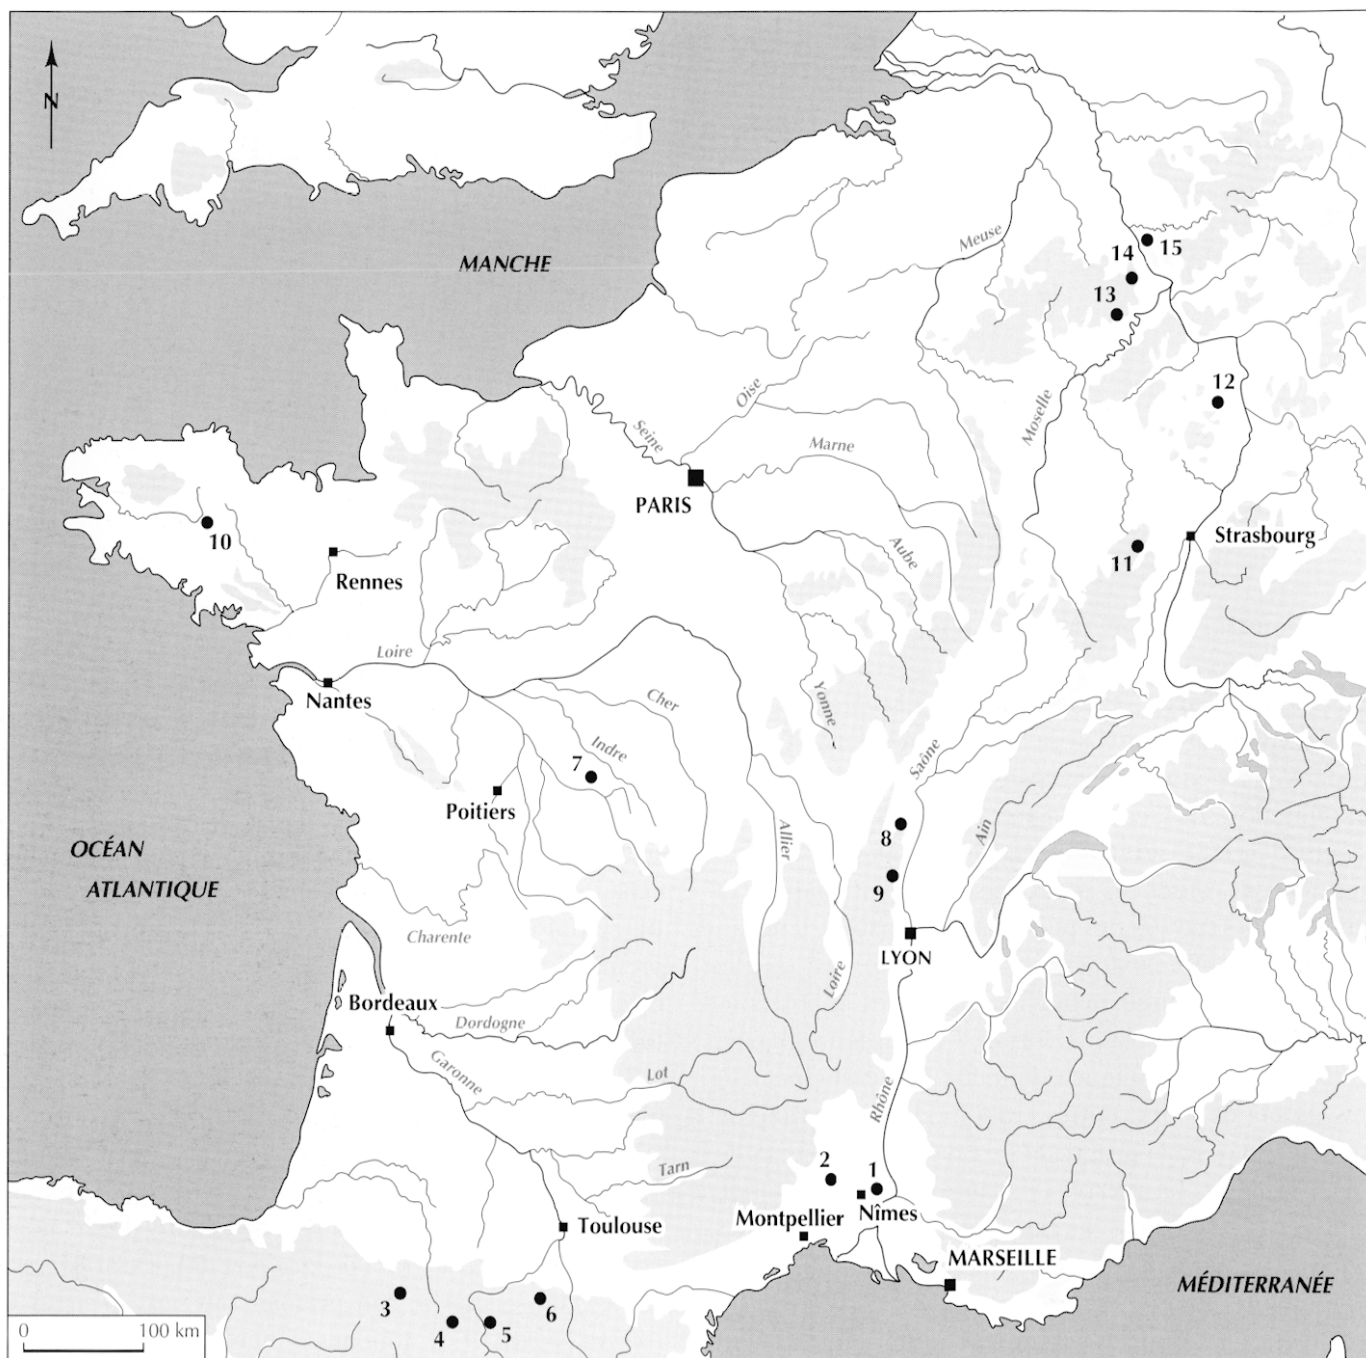 N
MANCHE
Meuse
14
15
13
12
Oise
Moselle
Seine
Marne
PARIS
10
Aube
Strasbourg
11
Rennes
Loire
Nantes
Cher
Yonne
Indre
7
Saône
Poitiers
8
Allier
Ain
OCÉAN
ATLANTIQUE
9
Charente
LYON
Loire
Bordeaux
Dordogne
Garonne
Lot
Rhône
Tarn
2
1
Nîmes
Montpellier
Toulouse
MARSEILLE
MÉDITERRANÉE
3
4
5
6
0 100 km